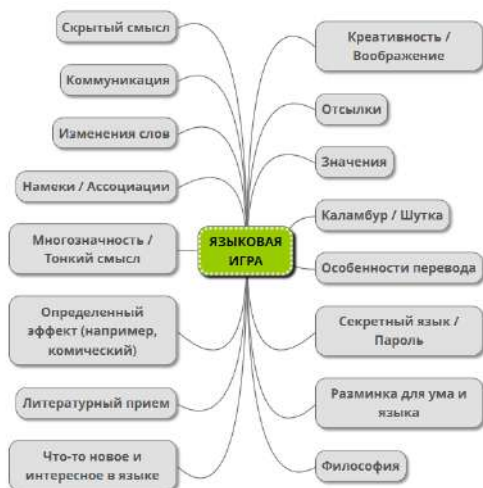 Скрытый смысл
Коммуникация
Изменения слов
Намеки / Ассоциации
Многозначность /
Тонкий смысл
Определенный
эффект (например,
комический)
Литературный прием
Что-то новое и
интересное в языке
ЯЗЫКОВАЯ
ИГРА
Креативность /
Воображение
Отсылки
Значения
Каламбур / Шутка
Особенности перевода
Секретный язык /
Пароль
Разминка для ума и
языка
Философия